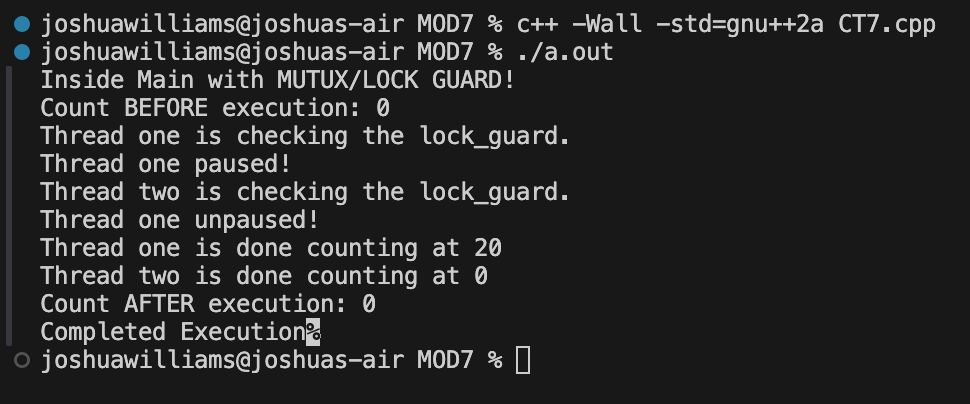 joshuawilliams@joshuas-air MOD7 % c++ -Wall -std=gnu++2a CT7.cpp
joshuawilliams@joshuas-air MOD7 % ./a.out
Inside Main with MUTUX/LOCK GUARD!
Count BEFORE execution: 0
Thread one is checking the lock_guard.
Thread one paused!
Thread two is checking the lock_guard.
Thread one unpaused!
Thread one is done counting at 20
Thread two is done counting at 0
Count AFTER execution: 0
Completed Execution%
joshuawilliams@joshuas-air MOD7 %